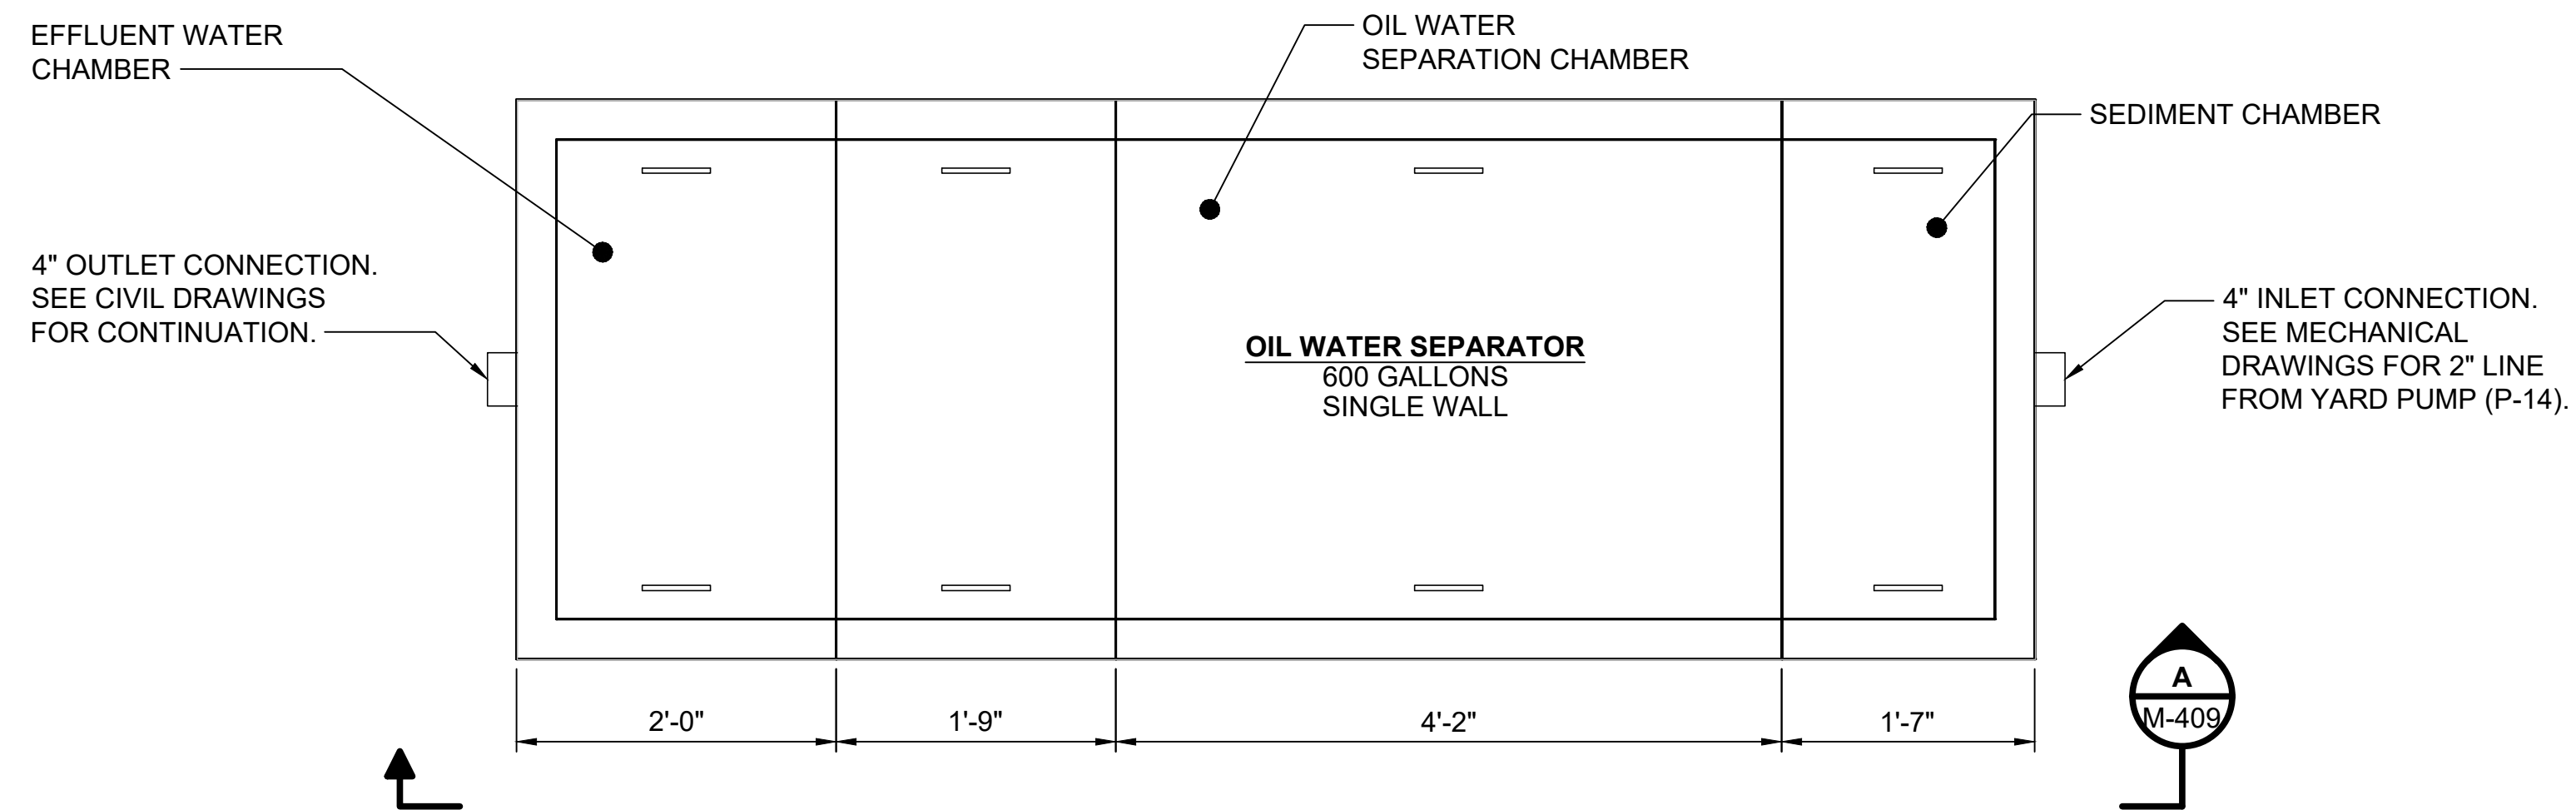 EFFLUENT WATER
CHAMBER
OIL WATER
SEPARATION CHAMBER
SEDIMENT CHAMBER
4" OUTLET CONNECTION.
SEE CIVIL DRAWINGS
FOR CONTINUATION.
4" INLET CONNECTION.
SEE MECHANICAL
DRAWINGS FOR 2" LINE
FROM YARD PUMP (P-14).
OIL WATER SEPARATOR
600 GALLONS
SINGLE WALL
2'-0"
1'-9"
4'-2"
1'-7"
A
M-409